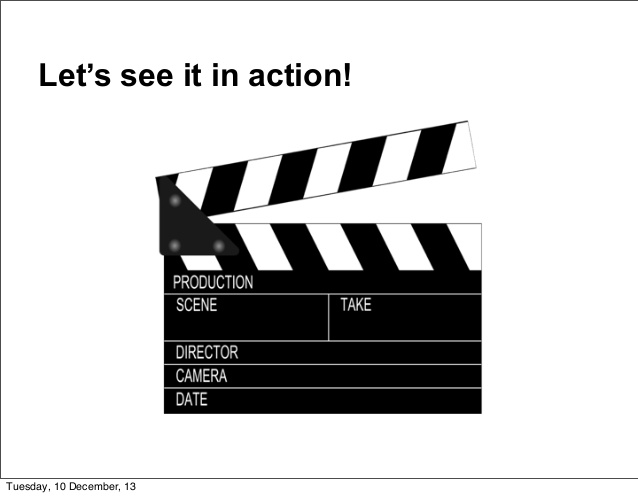 Let's see it in action!
PRODUCTION
SCENE TAKE
DIRECTOR
CAMERA
DATE
Tuesday, 10 December, 13